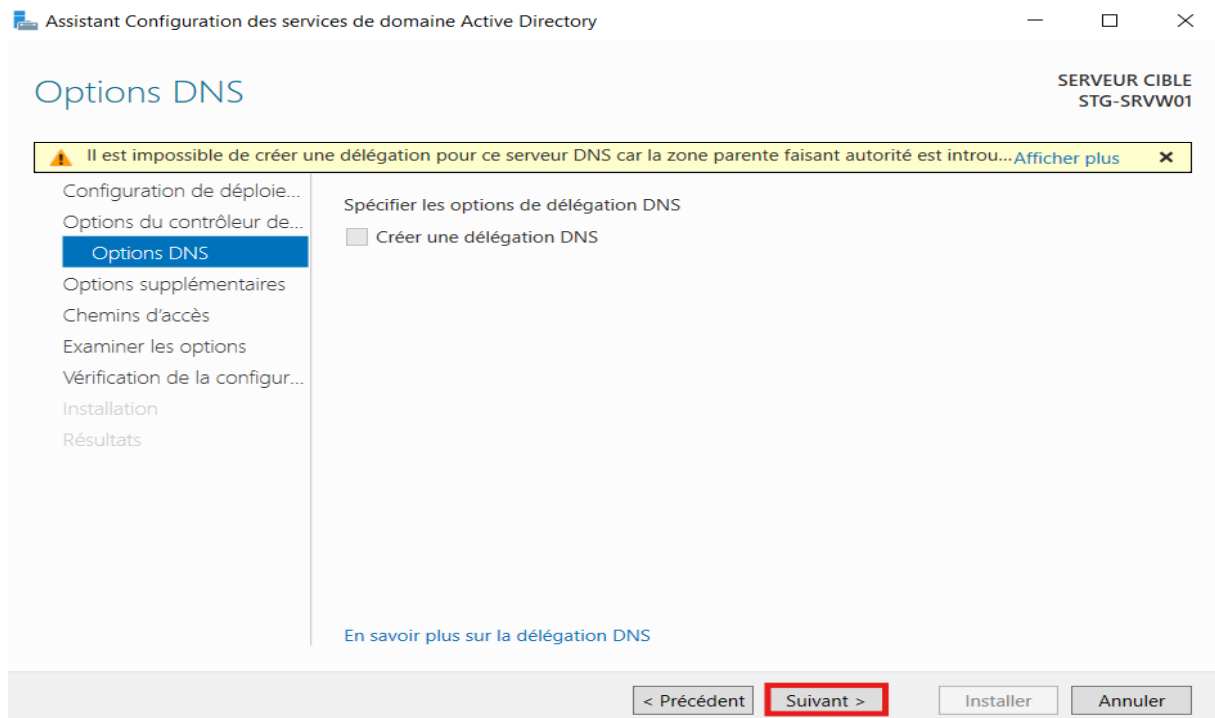 Assistant Configuration des services de domaine Active Directory
Options DNS
SERVEUR CIBLE
STG-SRVW01
Il est impossible de créer une délégation pour ce serveur DNS car la zone parente faisant autorité est introu...Afficher plus
Configuration de déploie...
Options du contrôleur de...
Options DNS
Options supplémentaires
Chemins d'accès
Examiner les options
Vérification de la configur...
Installation
Résultats
Spécifier les options de délégation DNS
Créer une délégation DNS
En savoir plus sur la délégation DNS
< Précédent
Suivant >
Installer
Annuler